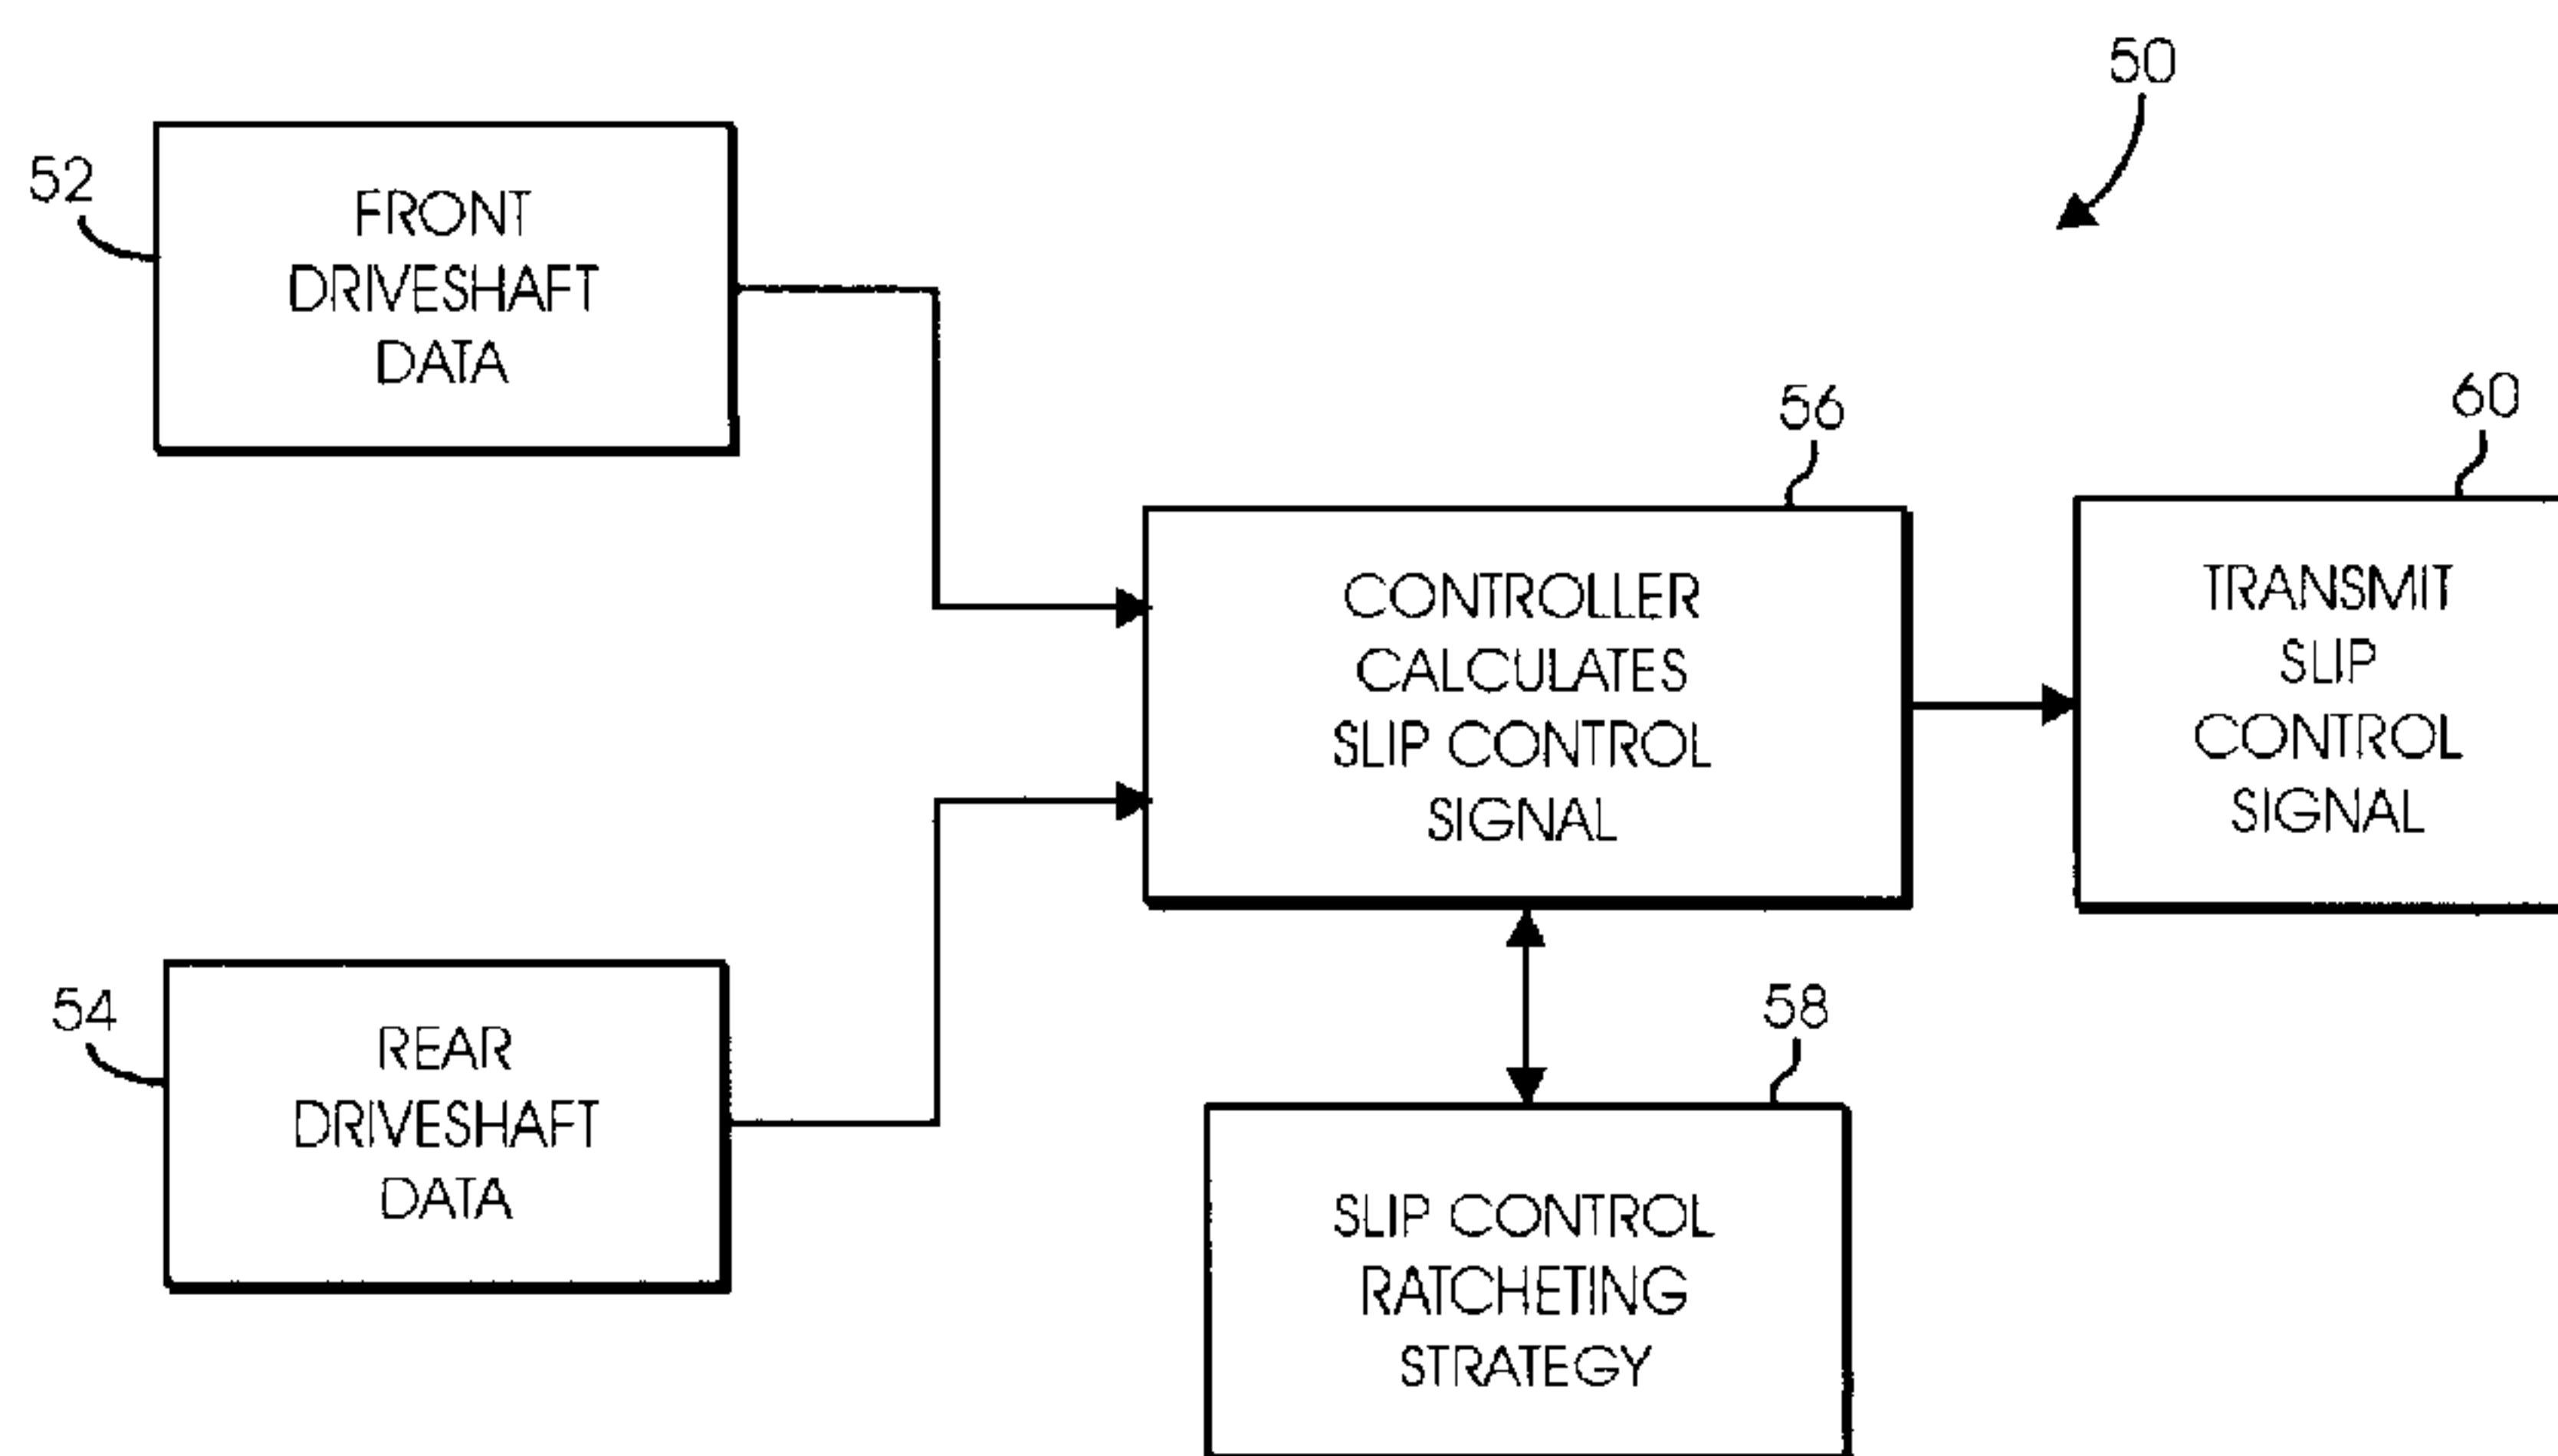 50
52
FRONT
DRIVESHAFT
DATA
56
CONTROLLER
CALCULATES
SLIP CONTROL
SIGNAL
60
TRANSMIT
SLIP
CONTROL
SIGNAL
54
REAR
DRIVESHAFT
DATA
58
SLIP CONTROL
RATCHETING
STRATEGY